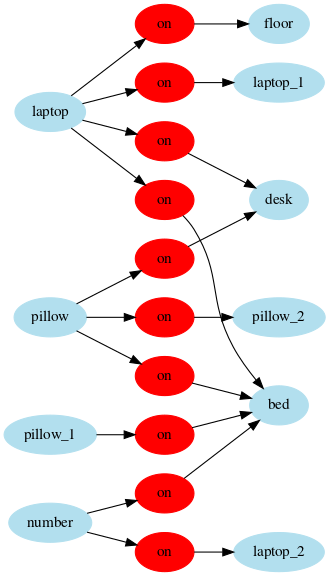 on floor
on laptop_1
laptop
on
on desk
on
pillow on pillow_2
on
bed
pillow_1 on
on
number
on laptop_2